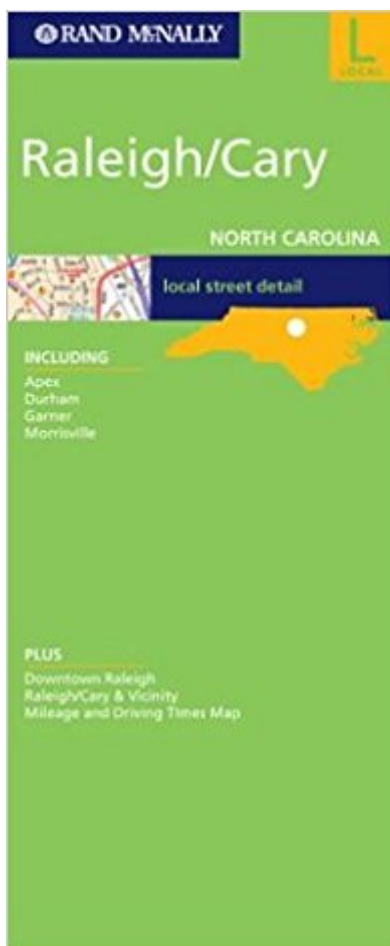 RAND McNALLY
L
LOCAL
Raleigh/Cary
NORTH CAROLINA
local street detail
INCLUDING
Apex
Durham
Garner
Morrisville
PLUS
Downtown Raleigh
Raleigh/Cary & Vicinity
Mileage and Driving Times Map